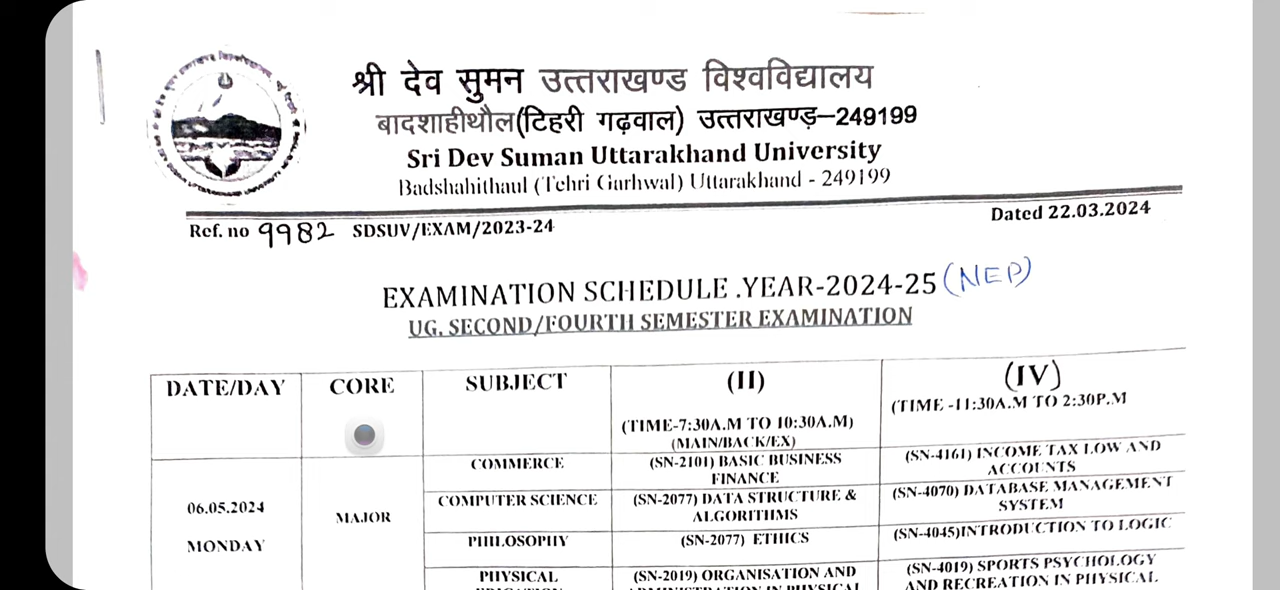 श्री देव सुमन उत्तराखण्ड विश्वविद्यालय
बादशाहीथौल(टिहरी गढ़वाल) उत्तराखण्ड़–249199
Sri Dev Suman Uttarakhand University
Badshahithaul (Tehri Garhwal) Uttarakhand - 249199
Ref. no 9982 SDSUV/EXAM/2023-24
Dated 22.03.2024
EXAMINATION SCHEDULE .YEAR-2024-25 (NEP)
UG. SECOND/FOURTH SEMESTER EXAMINATION
DATE/DAY CORE SUBJECT (II) (IV)
(TIME-7:30A.M TO 10:30A.M) (TIME -11:30A.M TO 2:30P.M
(MAIN/BACK/EX)
06.05.2024
MONDAY
MAJOR
COMMERCE (SN-2101) BASIC BUSINESS (SN-4161) INCOME TAX LOW AND
FINANCE ACCOUNTS
COMPUTER SCIENCE (SN-2077) DATA STRUCTURE & (SN-4070) DATABASE MANAGEMENT
ALGORITHMS SYSTEM
PHILOSOPHY (SN-2077) ETHICS (SN-4045)INTRODUCTION TO LOGIC
PHYSICAL (SN-2019) ORGANISATION AND (SN-4019) SPORTS PSYCHOLOGY
AND RECREATION IN PHYSICAL